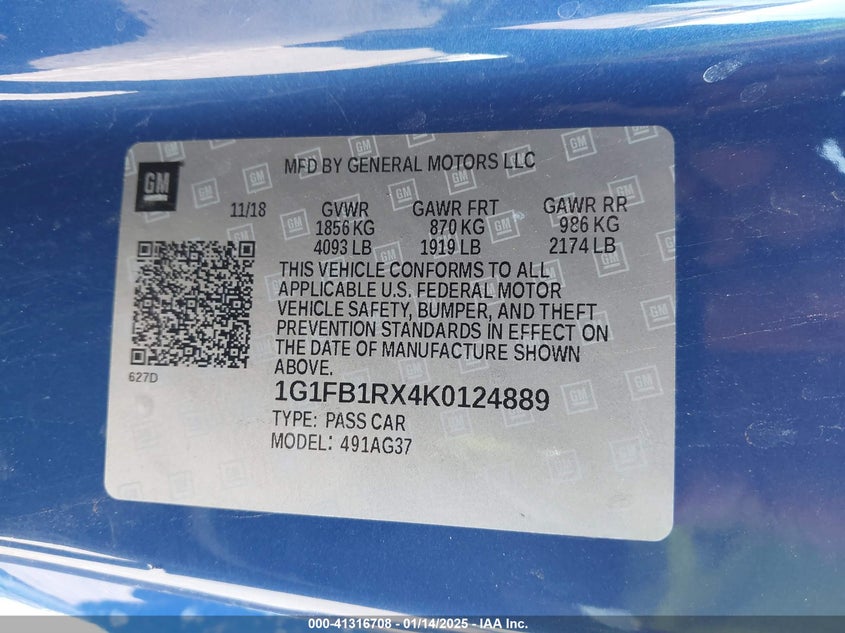 GM
MFD BY GENERAL MOTORS LLC
11/18 GVWR GAWR FRT GAWR RR
1856 KG 870 KG 986 KG
4093 LB 1919 LB 2174 LB
THIS VEHICLE CONFORMS TO ALL
APPLICABLE U.S. FEDERAL MOTOR
VEHICLE SAFETY, BUMPER, AND THEFT
PREVENTION STANDARDS IN EFFECT ON
THE DATE OF MANUFACTURE SHOWN
ABOVE.
627D
1G1FB1RX4K0124889
TYPE: PASS CAR
MODEL: 491AG37
000-41316708 - 01/14/2025 - IAA Inc.